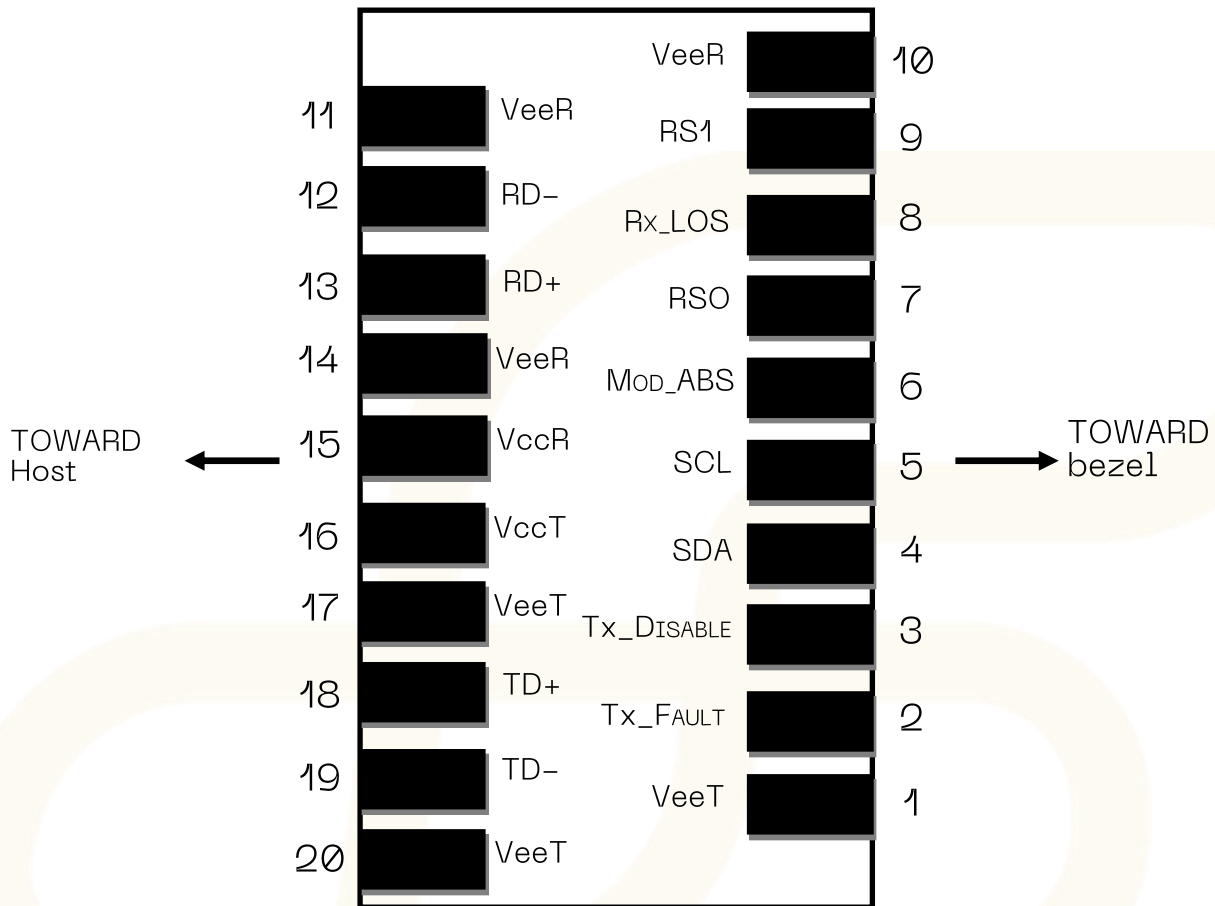 VeeR 10
11 VeeR
RS1 9
12 RD-
Rx_LOS 8
13 RD+
RSO 7
14 VeeR
Mod_ABS 6
TOWARD
Host
15 VccR
SCL 5
TOWARD
bezel
16 VccT
SDA 4
17 VeeT
Tx_Disable 3
18 TD+
Tx_Fault 2
19 TD-
VeeT 1
20 VeeT